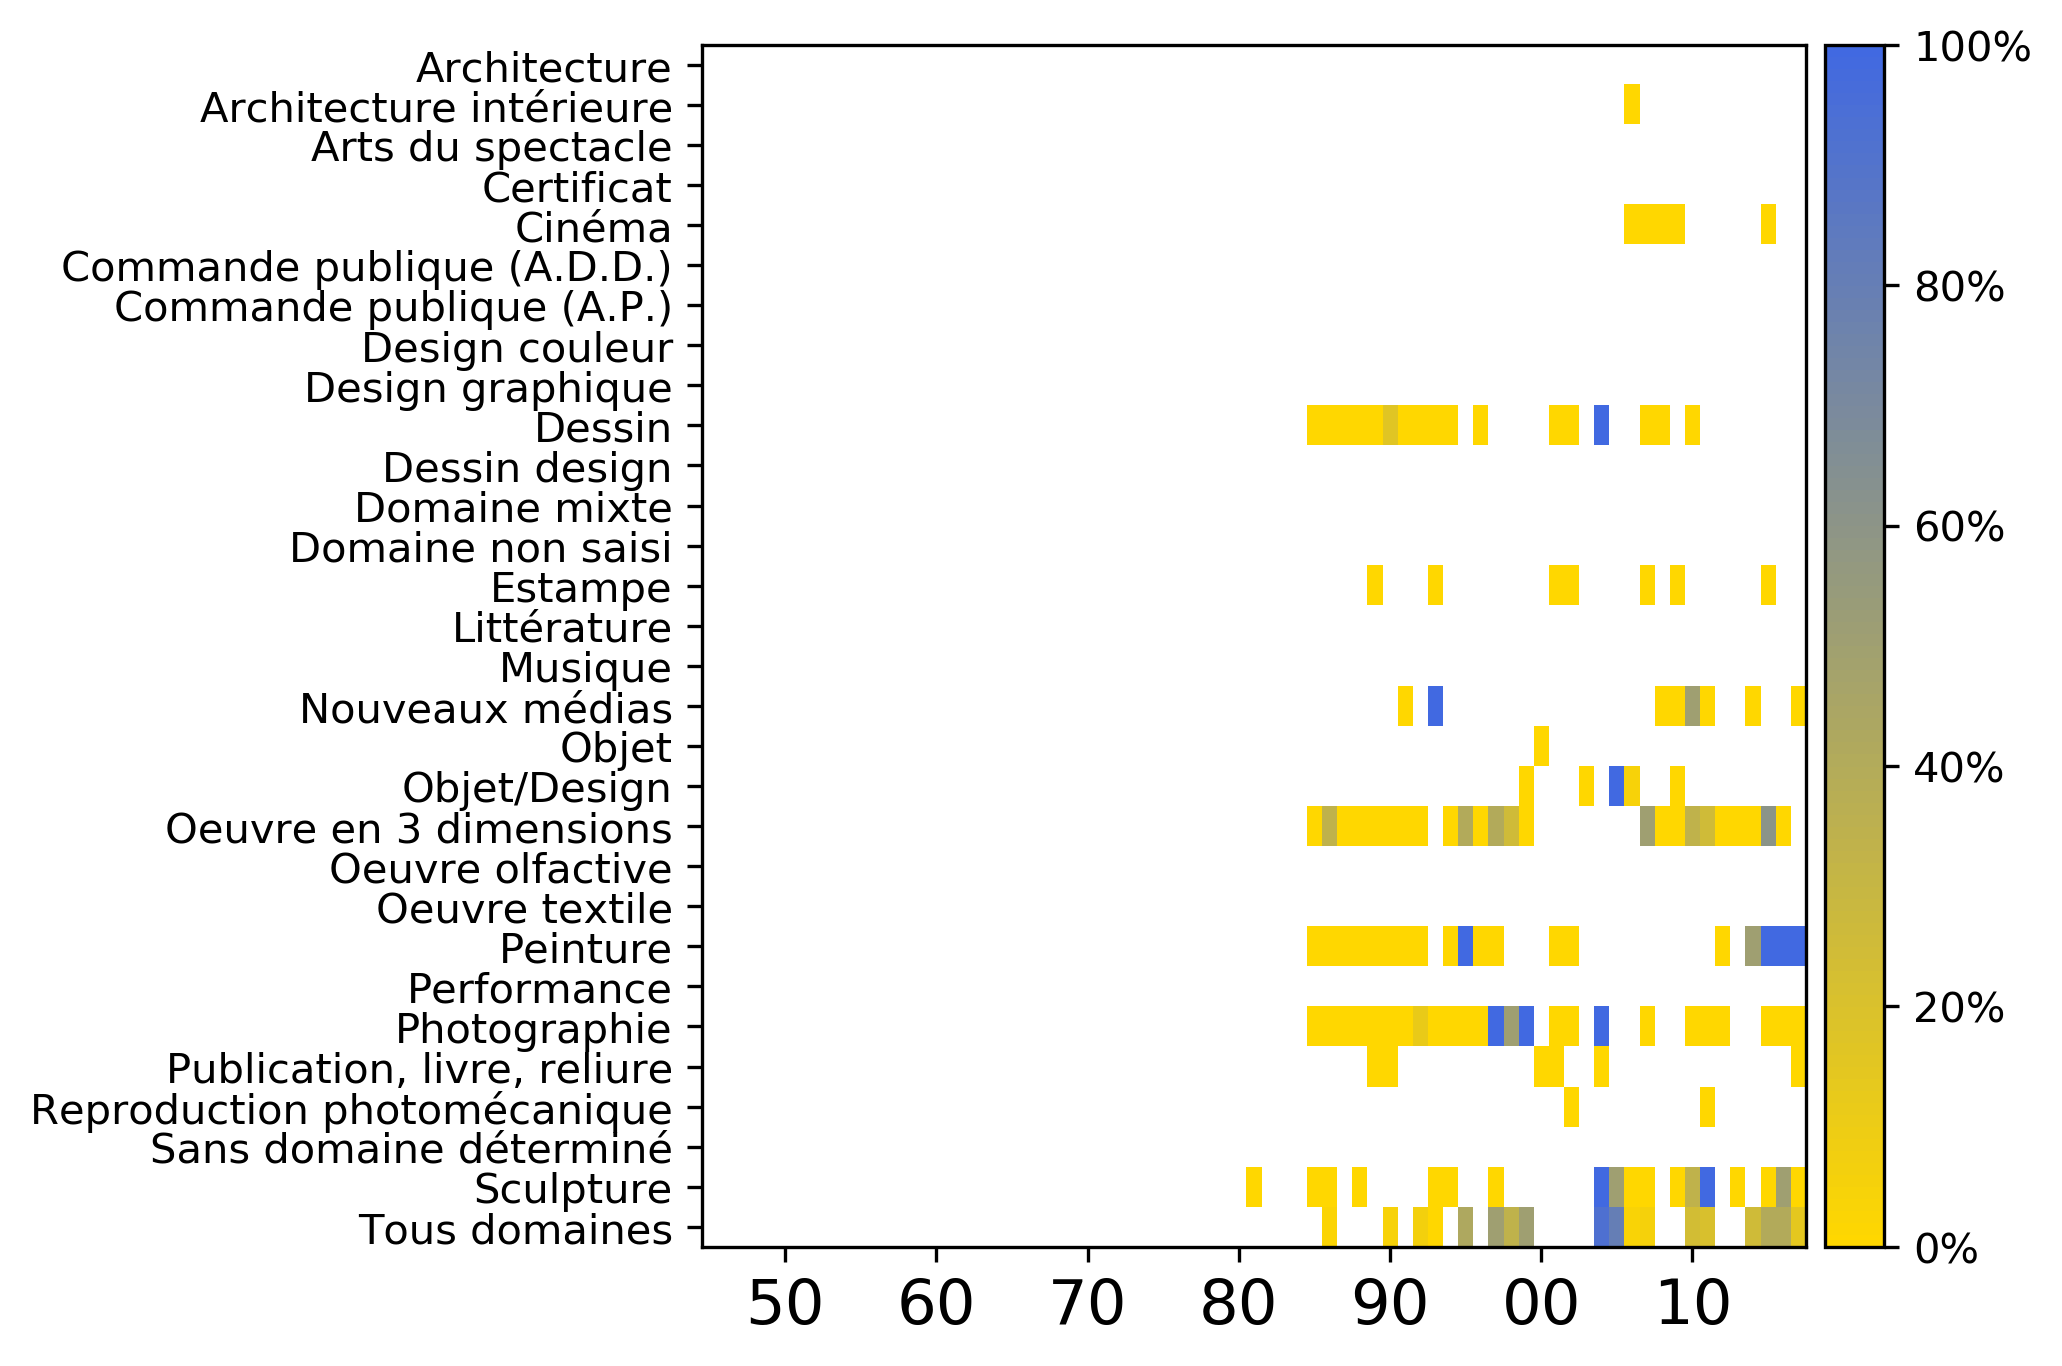 Architecture
Architecture intérieure
Arts du spectacle
Certificat
Cinéma
Commande publique (A.D.D.)
Commande publique (A.P.)
Design couleur
Design graphique
Dessin
Dessin design
Domaine mixte
Domaine non saisi
Estampe
Littérature
Musique
Nouveaux médias
Objet
Objet/Design
Oeuvre en 3 dimensions
Oeuvre olfactive
Oeuvre textile
Peinture
Performance
Photographie
Publication, livre, reliure
Reproduction photomécanique
Sans domaine déterminé
Sculpture
Tous domaines
50 60 70 80 90 00 10
100%
80%
60%
40%
20%
0%